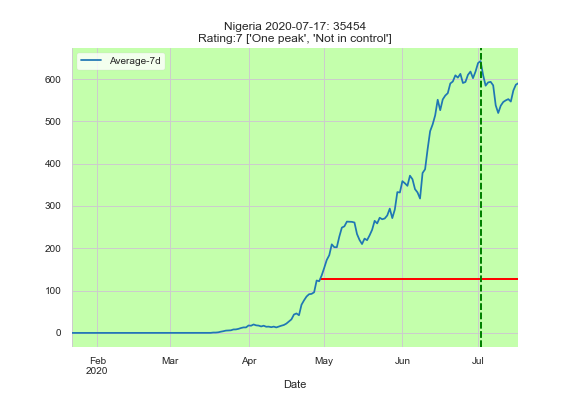 Nigeria 2020-07-17: 35454
Rating:7 ['One peak', 'Not in control']
Average-7d
600
500
400
300
200
100
0
Feb
2020
Mar
Apr
May
Jun
Jul
Date